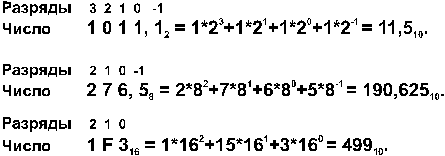 Разряды 3 2 1 0 -1
Число 1 0 1 1, 1₂ = 1*2³+1*2¹+1*2⁰+1*2⁻¹ = 11,5₁₀.
Разряды 2 1 0 -1
Число 2 7 6, 5₈ = 2*8²+7*8¹+6*8⁰+5*8⁻¹ = 190,625₁₀.
Разряды 2 1 0
Число 1 F 3₁₆ = 1*16²+15*16¹+3*16⁰ = 499₁₀.